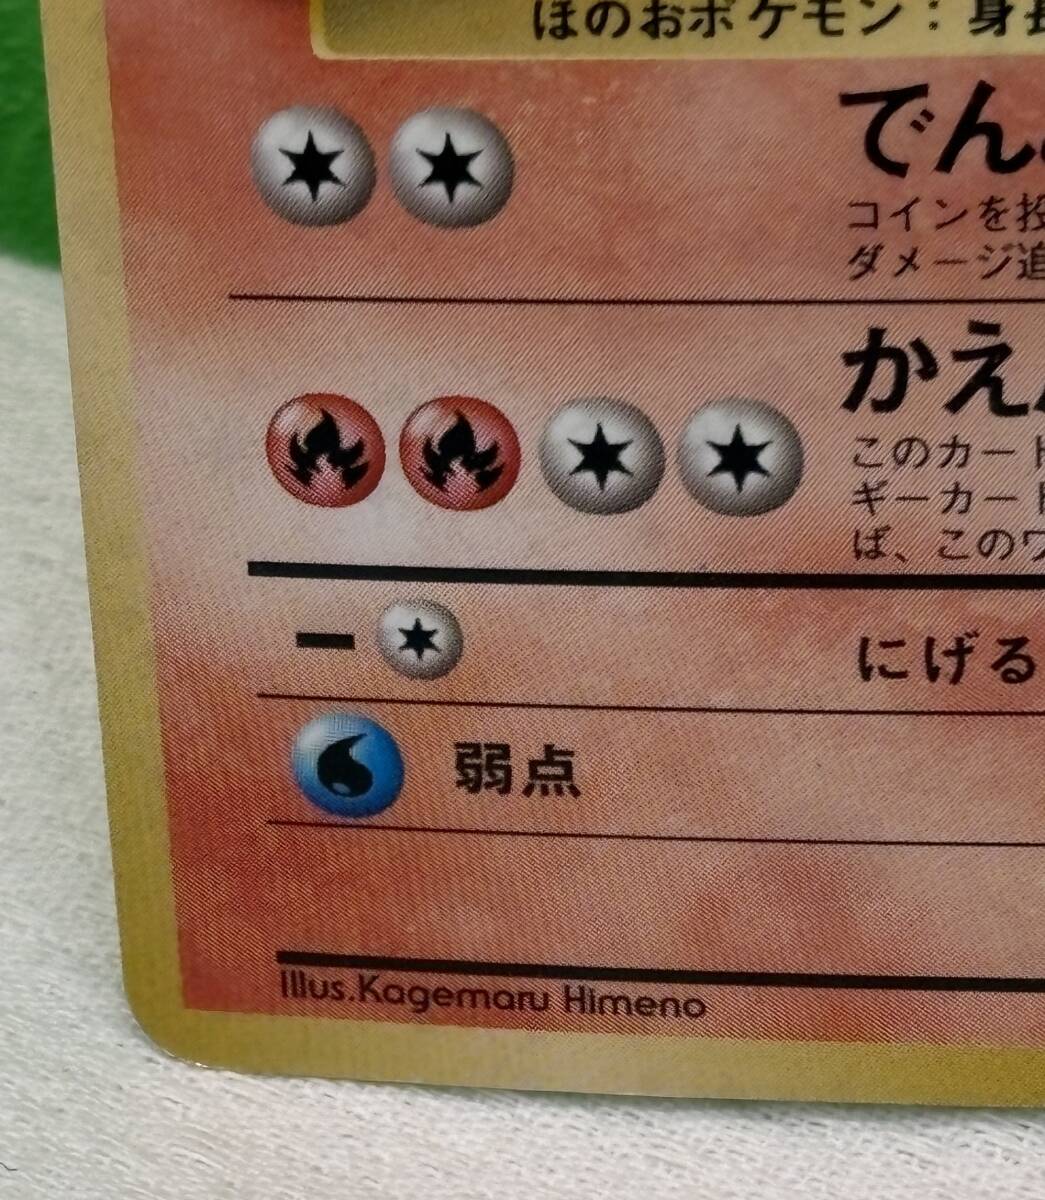 ほのおポケモン：身長
でん
コインを投
ダメージ追
かえ
このカード
ギーカード
ば、このワ
にげる
弱点
Illus.Kagemaru Himeno